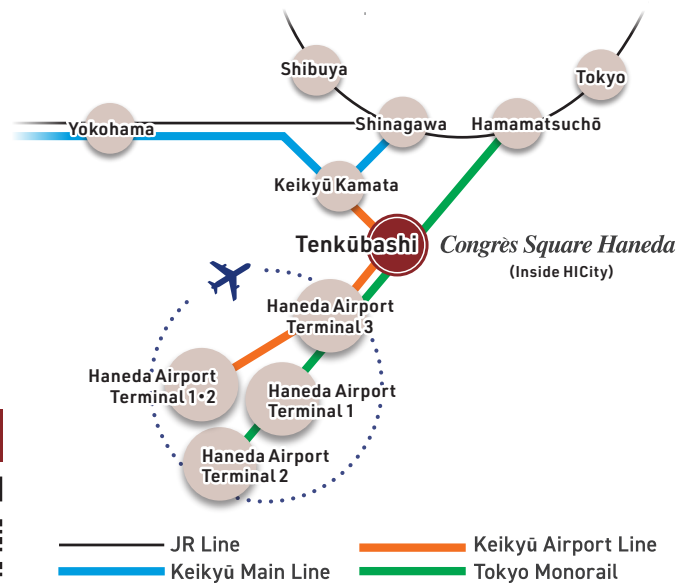 Shibuya
Tokyo
Yokohama
Shinagawa
Hamamatsuchō
Keikyū Kamata
Tenkūbashi
Congrès Square Haneda
(Inside HICity)
Haneda Airport
Terminal 3
Haneda Airport
Terminal 1•2
Haneda Airport
Terminal 1
Haneda Airport
Terminal 2
JR Line
Keikyū Airport Line
Keikyū Main Line
Tokyo Monorail